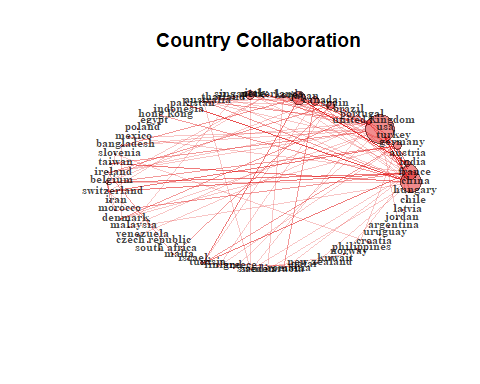 Country Collaboration
thailand
australia
pakistan
indonesia
hong kong
egypt
poland
mexico
bangladesh
slovenia
taiwan
ireland
belgium
switzerland
iran
morocco
denmark
malaysia
venezuela
czech republic
south africa
malta
israel
japan
canada
spain
brazil
portugal
united kingdom
usa
turkey
germany
austria
india
france
china
hungary
chile
latvia
jordan
argentina
uruguay
croatia
philippines
norway
kuwait
new zealand